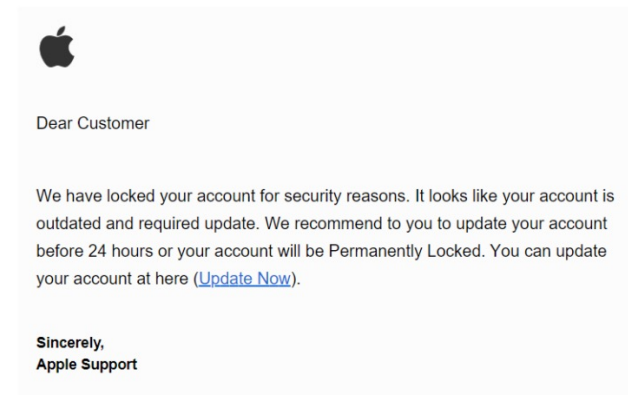 Dear Customer
We have locked your account for security reasons. It looks like your account is
outdated and required update. We recommend to you to update your account
before 24 hours or your account will be Permanently Locked. You can update
your account at here (Update Now).
Sincerely,
Apple Support